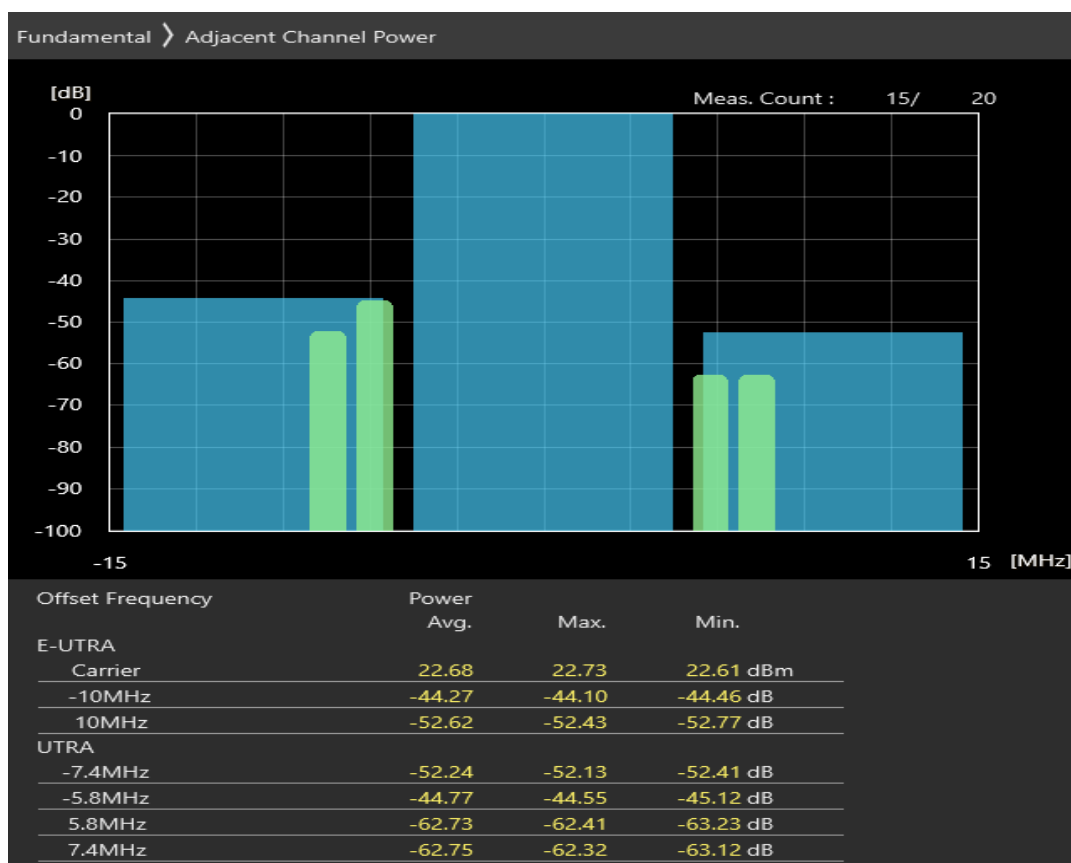 Fundamental 〉 Adjacent Channel Power
[dB]
Meas. Count : 15/ 20
0
-10
-20
-30
-40
-50
-60
-70
-80
-90
-100
-15 15 [MHz]
Offset Frequency Power
Avg. Max. Min.
E-UTRA
Carrier 22.68 22.73 22.61 dBm
-10MHz -44.27 -44.10 -44.46 dB
10MHz -52.62 -52.43 -52.77 dB
UTRA
-7.4MHz -52.24 -52.13 -52.41 dB
-5.8MHz -44.77 -44.55 -45.12 dB
5.8MHz -62.73 -62.41 -63.23 dB
7.4MHz -62.75 -62.32 -63.12 dB